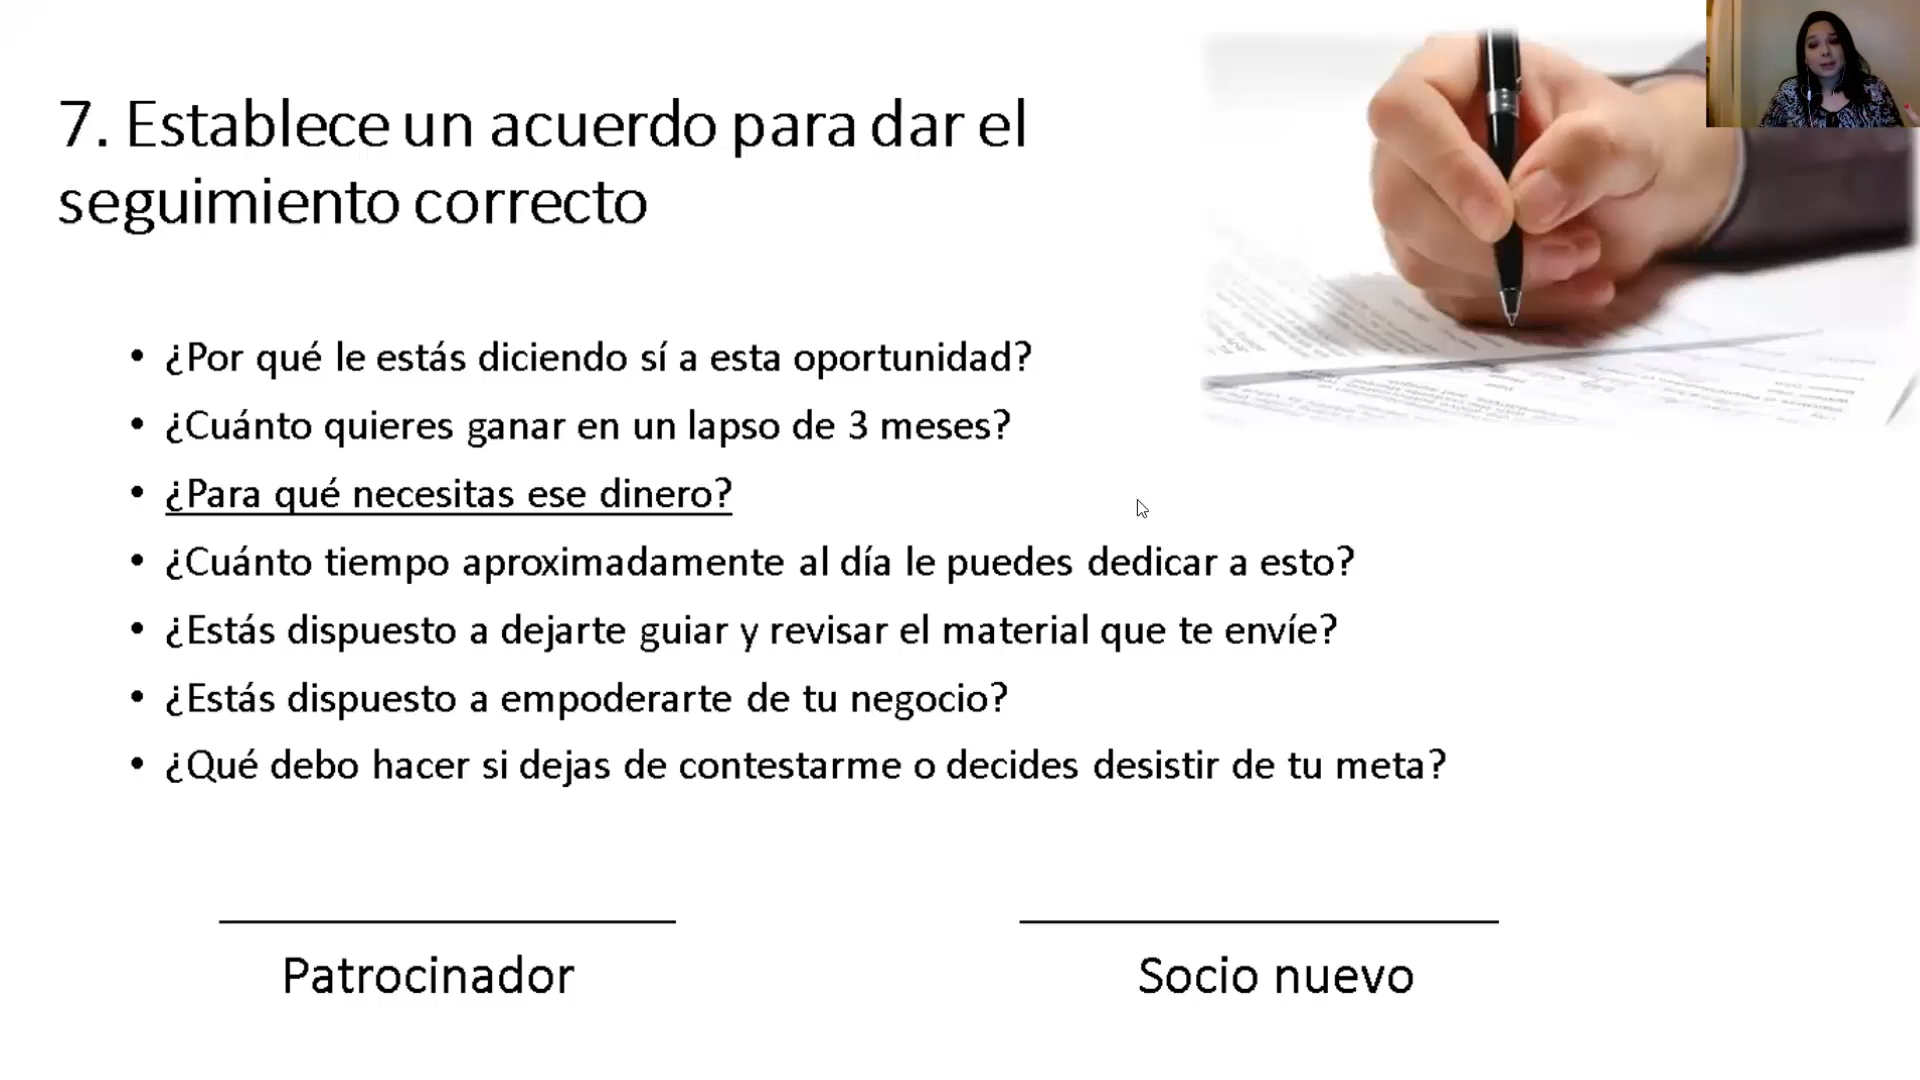 7. Establece un acuerdo para dar el
seguimiento correcto
• ¿Por qué le estás diciendo sí a esta oportunidad?
• ¿Cuánto quieres ganar en un lapso de 3 meses?
• ¿Para qué necesitas ese dinero?
• ¿Cuánto tiempo aproximadamente al día le puedes dedicar a esto?
• ¿Estás dispuesto a dejarte guiar y revisar el material que te envíe?
• ¿Estás dispuesto a empoderarte de tu negocio?
• ¿Qué debo hacer si dejas de contestarme o decides desistir de tu meta?
Patrocinador
Socio nuevo